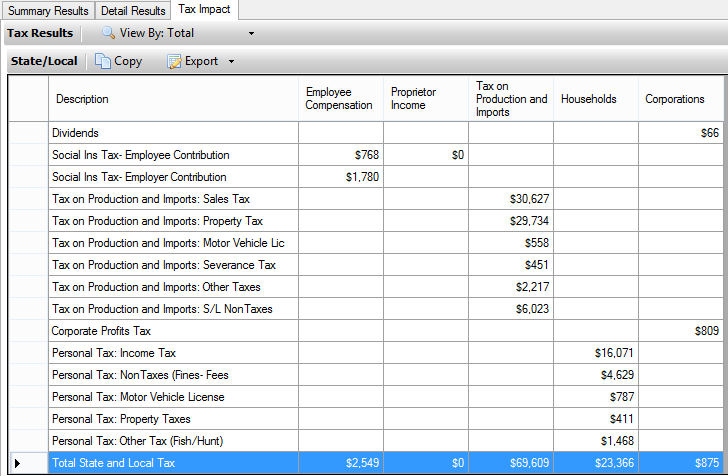 Summary Results Detail Results Tax Impact
Tax Results View By: Total
State/Local Copy Export
Description Employee Compensation Proprietor Income Tax on Production and Imports Households Corporations
Dividends $66
Social Ins Tax- Employee Contribution $768 $0
Social Ins Tax- Employer Contribution $1,780
Tax on Production and Imports: Sales Tax $30,627
Tax on Production and Imports: Property Tax $29,734
Tax on Production and Imports: Motor Vehicle Lic $558
Tax on Production and Imports: Severance Tax $451
Tax on Production and Imports: Other Taxes $2,217
Tax on Production and Imports: S/L NonTaxes $6,023
Corporate Profits Tax $809
Personal Tax: Income Tax $16,071
Personal Tax: NonTaxes (Fines- Fees $4,629
Personal Tax: Motor Vehicle License $787
Personal Tax: Property Taxes $411
Personal Tax: Other Tax (Fish/Hunt) $1,468
Total State and Local Tax $2,549 $0 $69,609 $23,366 $875